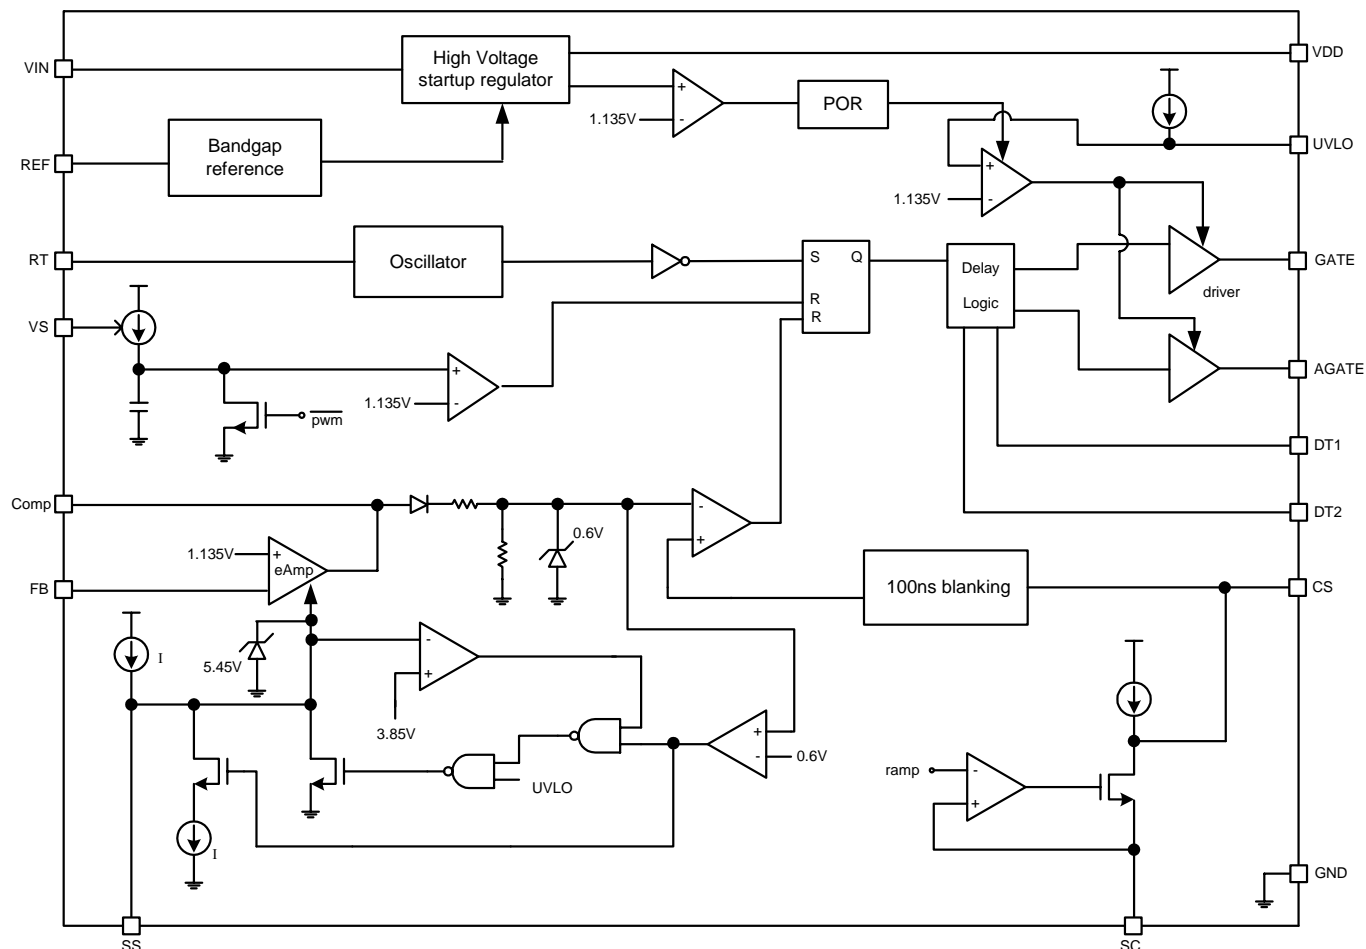 VIN
High Voltage
startup regulator
VDD
+
-
1.135V
POR
UVLO
REF
Bandgap
reference
+
-
1.135V
RT
Oscillator
S
Q
R
R
Delay
Logic
GATE
driver
VS
+
-
1.135V
pwm
AGATE
DT1
Comp
-
+
0.6V
DT2
1.135V
+
eAmp
FB
100ns blanking
CS
I
5.45V
-
+
3.85V
+
-
0.6V
UVLO
ramp
-
+
I
GND
SS
SC